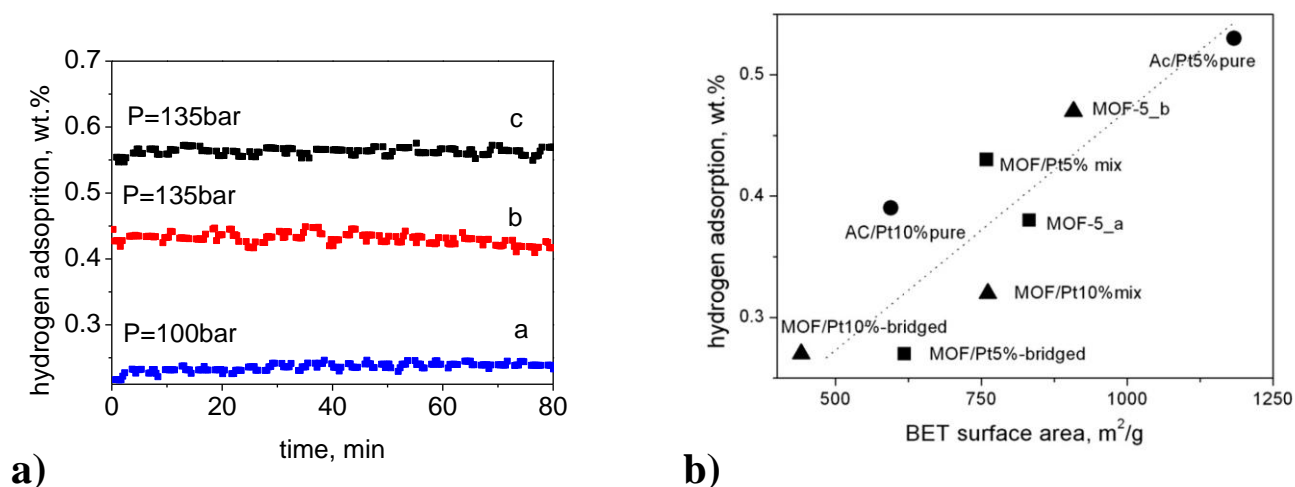 0.7
0.6
0.5
0.4
0.3
hydrogen adsopriton, wt.%
P=135bar
c
P=135bar
b
P=100bar
a
0
20
40
60
80
time, min
a)
0.5
0.4
0.3
hydrogen adsorption, wt.%
Ac/Pt5%pure
MOF-5_b
MOF/Pt5% mix
AC/Pt10%pure
MOF-5_a
MOF/Pt10%mix
MOF/Pt10%-bridged
MOF/Pt5%-bridged
500
750
1000
1250
BET surface area, m²/g
b)